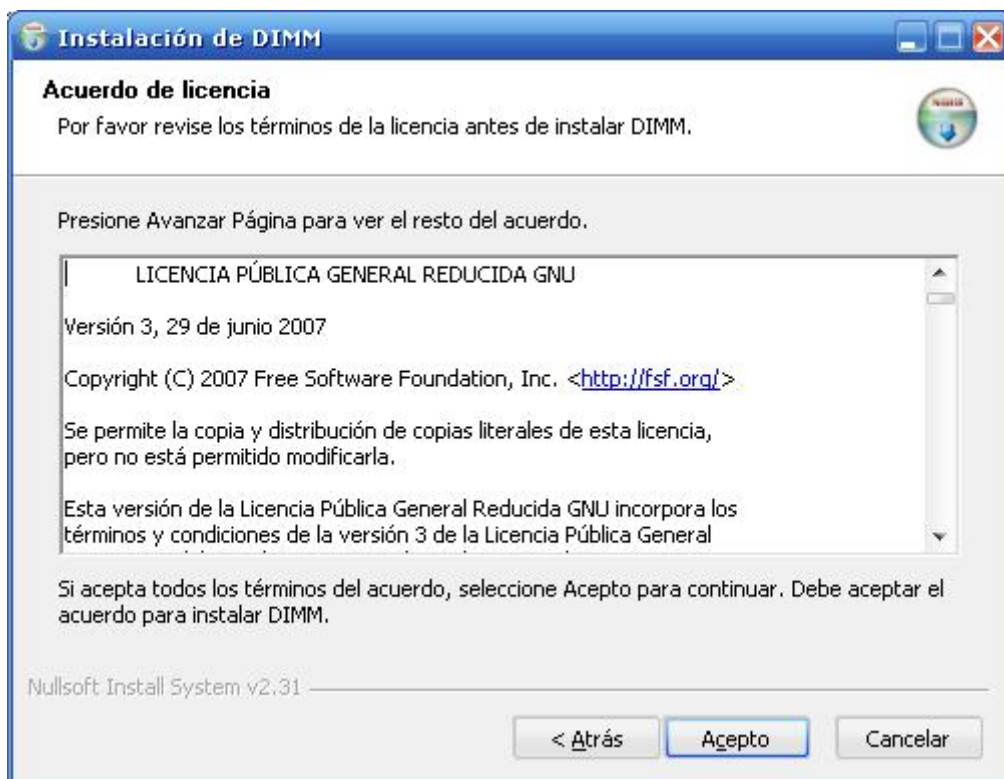 Instalación de DIMM
Acuerdo de licencia
Por favor revise los términos de la licencia antes de instalar DIMM.
Presione Avanzar Página para ver el resto del acuerdo.
LICENCIA PÚBLICA GENERAL REDUCIDA GNU
Versión 3, 29 de junio 2007
Copyright (C) 2007 Free Software Foundation, Inc. <http://fsf.org/>
Se permite la copia y distribución de copias literales de esta licencia,
pero no está permitido modificarla.
Esta versión de la Licencia Pública General Reducida GNU incorpora los
términos y condiciones de la versión 3 de la Licencia Pública General
Si acepta todos los términos del acuerdo, seleccione Acepto para continuar. Debe aceptar el
acuerdo para instalar DIMM.
Nullsoft Install System v2.31
< Atrás
Acepto
Cancelar